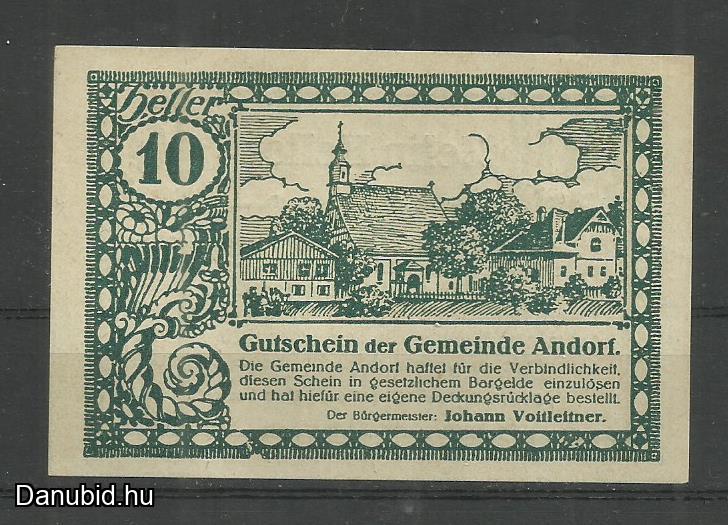 Heller
10
Gutschein der Gemeinde Andorf.
Die Gemeinde Andorf haftet für die Verbindlichkeit,
diesen Schein in gesetzlichem Bargelde einzulösen
und hat hiefür eine eigene Deckungsrücklage bestellt.
Der Bürgermeister: Johann Voitleitner.
Danubid.hu